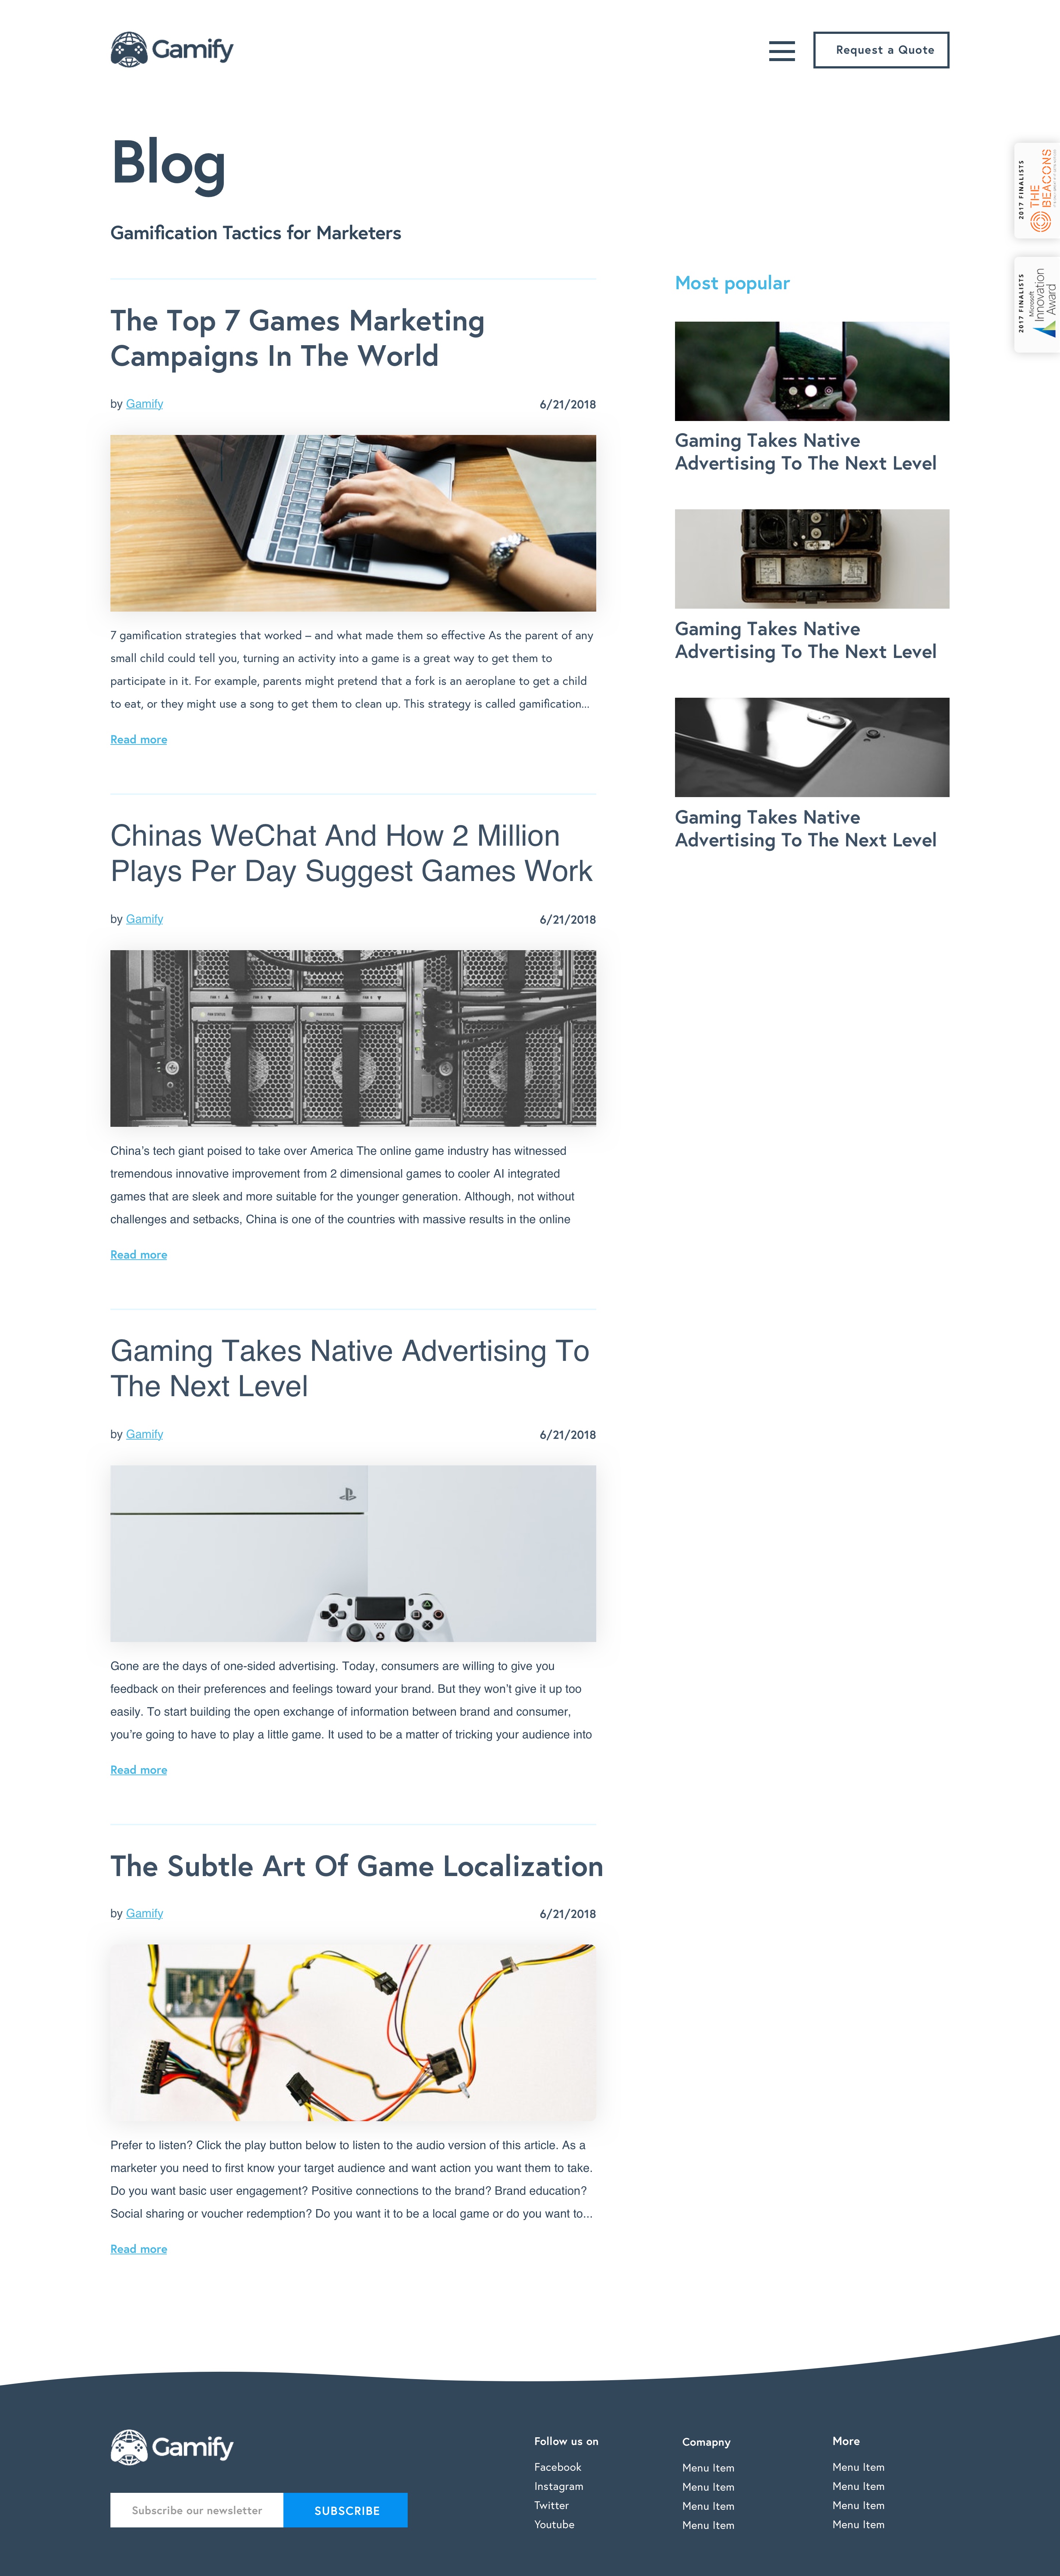 Gamify
Request a Quote
Blog
Gamification Tactics for Marketers
2017 FINALISTS
THE
BEACONS
2017 FINALISTS
Microsoft
Innovation
Award
The Top 7 Games Marketing
Campaigns In The World
by Gamify
6/21/2018
7 gamification strategies that worked – and what made them so effective As the parent of any
small child could tell you, turning an activity into a game is a great way to get them to
participate in it. For example, parents might pretend that a fork is an aeroplane to get a child
to eat, or they might use a song to get them to clean up. This strategy is called gamification...
Read more
Chinas WeChat And How 2 Million
Plays Per Day Suggest Games Work
by Gamify
6/21/2018
China’s tech giant poised to take over America The online game industry has witnessed
tremendous innovative improvement from 2 dimensional games to cooler AI integrated
games that are sleek and more suitable for the younger generation. Although, not without
challenges and setbacks, China is one of the countries with massive results in the online
Read more
Gaming Takes Native Advertising To
The Next Level
by Gamify
6/21/2018
Gone are the days of one-sided advertising. Today, consumers are willing to give you
feedback on their preferences and feelings toward your brand. But they won’t give it up too
easily. To start building the open exchange of information between brand and consumer,
you’re going to have to play a little game. It used to be a matter of tricking your audience into
Read more
The Subtle Art Of Game Localization
by Gamify
6/21/2018
Prefer to listen? Click the play button below to listen to the audio version of this article. As a
marketer you need to first know your target audience and want action you want them to take.
Do you want basic user engagement? Positive connections to the brand? Brand education?
Social sharing or voucher redemption? Do you want it to be a local game or do you want to...
Read more
Most popular
Gaming Takes Native
Advertising To The Next Level
Gaming Takes Native
Advertising To The Next Level
Gaming Takes Native
Advertising To The Next Level
Gamify
Subscribe our newsletter
SUBSCRIBE
Follow us on
Facebook
Instagram
Twitter
Youtube
Comapny
Menu Item
Menu Item
Menu Item
Menu Item
More
Menu Item
Menu Item
Menu Item
Menu Item